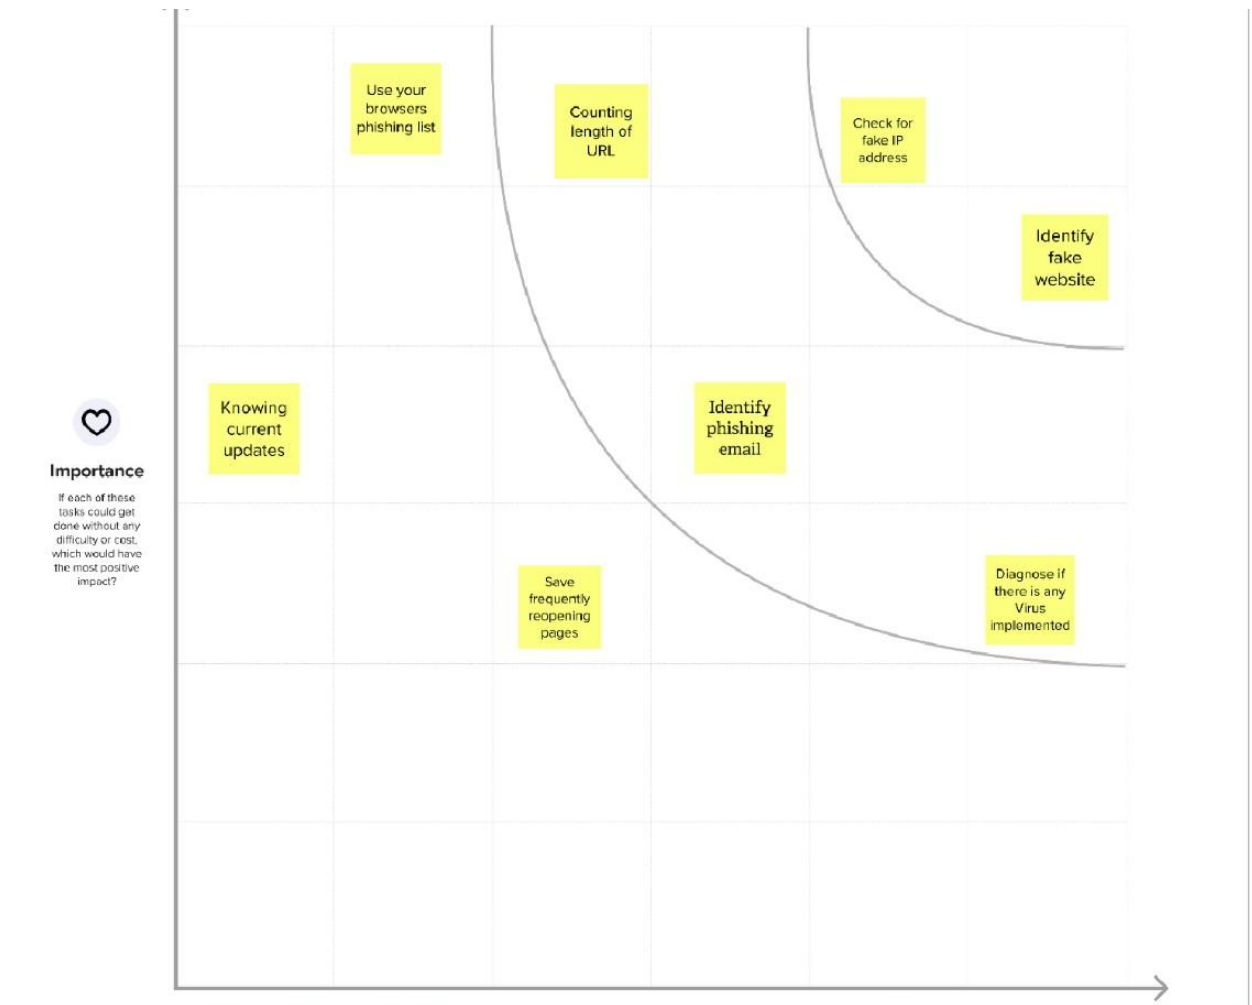 Use your
browsers
phishing list
Counting
length of
URL
Check for
fake IP
address
Identify
fake
website
Knowing
current
updates
Identify
phishing
email
Importance
If each of these
tasks could get
done without any
difficulty or cost,
which would have
the most positive
impact?
Save
frequently
reopening
pages
Diagnose if
there is any
Virus
implemented